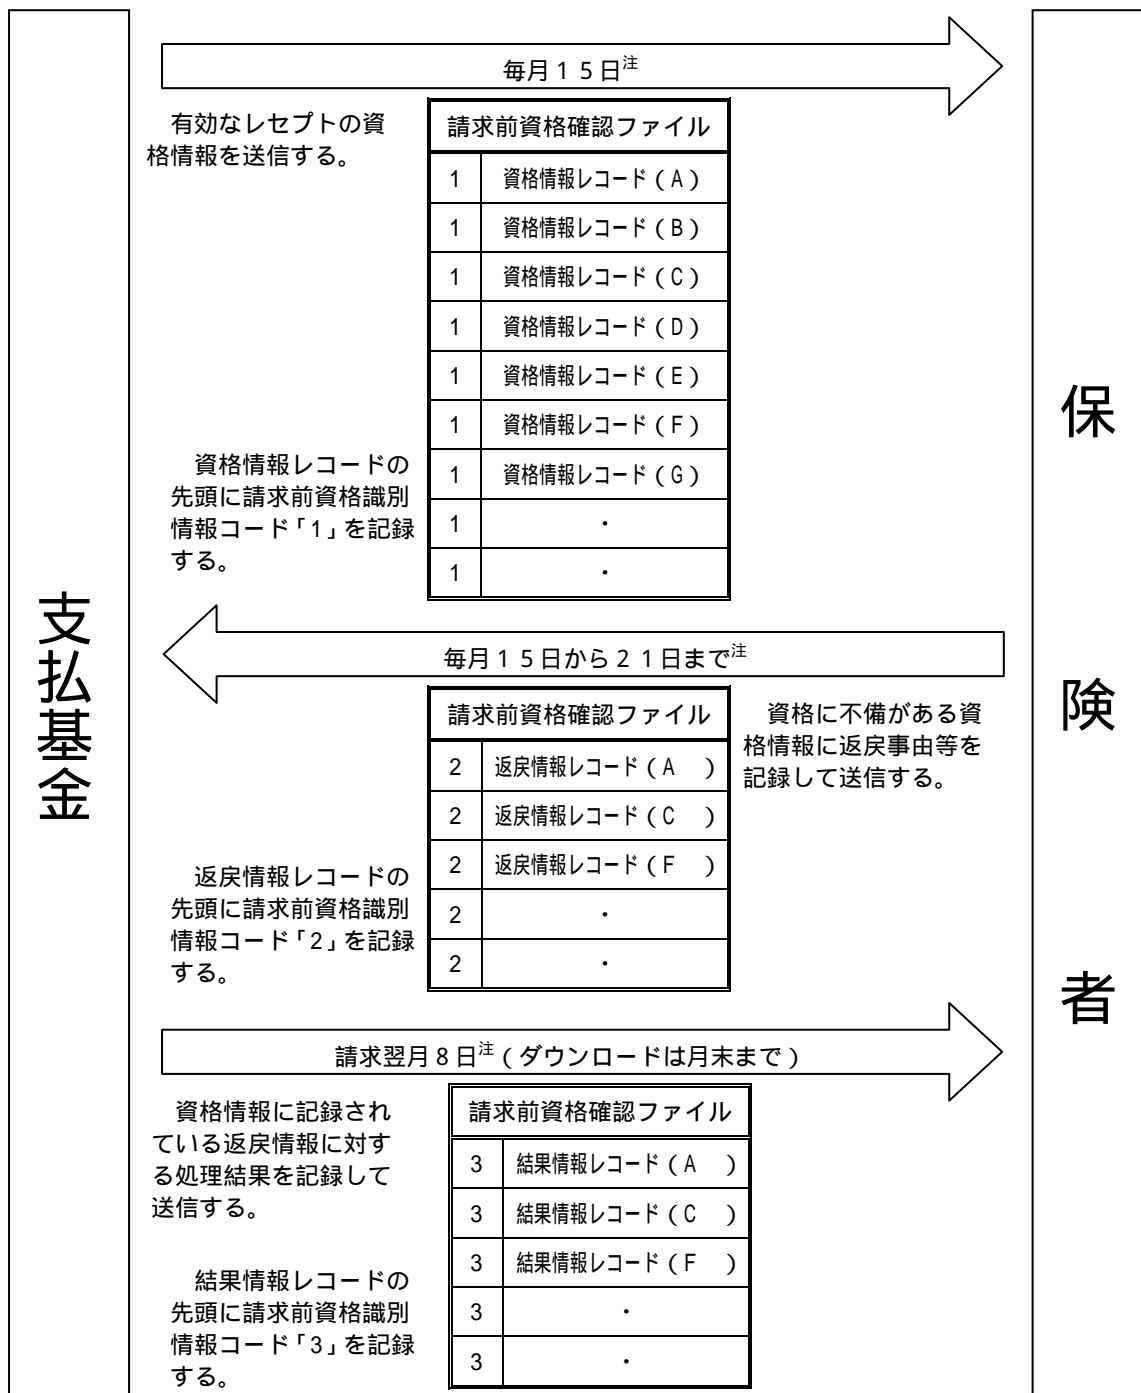 毎月１５日注
有効なレセプトの資
格情報を送信する。
請求前資格確認ファイル
1 資格情報レコード（Ａ）
1 資格情報レコード（Ｂ）
1 資格情報レコード（Ｃ）
1 資格情報レコード（Ｄ）
1 資格情報レコード（Ｅ）
1 資格情報レコード（Ｆ）
1 資格情報レコード（Ｇ）
1 ・
1 ・
資格情報レコードの
先頭に請求前資格識別
情報コード「1」を記録
する。
支払基金
保険者
毎月１５日から２１日まで注
請求前資格確認ファイル
2 返戻情報レコード（Ａ　）
2 返戻情報レコード（Ｃ　）
2 返戻情報レコード（Ｆ　）
2 ・
2 ・
資格に不備がある資
格情報に返戻事由等を
記録して送信する。
返戻情報レコードの
先頭に請求前資格識別
情報コード「2」を記録
する。
請求翌月８日注（ダウンロードは月末まで）
資格情報に記録され
ている返戻情報に対す
る処理結果を記録して
送信する。
請求前資格確認ファイル
3 結果情報レコード（Ａ　）
3 結果情報レコード（Ｃ　）
3 結果情報レコード（Ｆ　）
3 ・
3 ・
結果情報レコードの
先頭に請求前資格識別
情報コード「3」を記録
する。